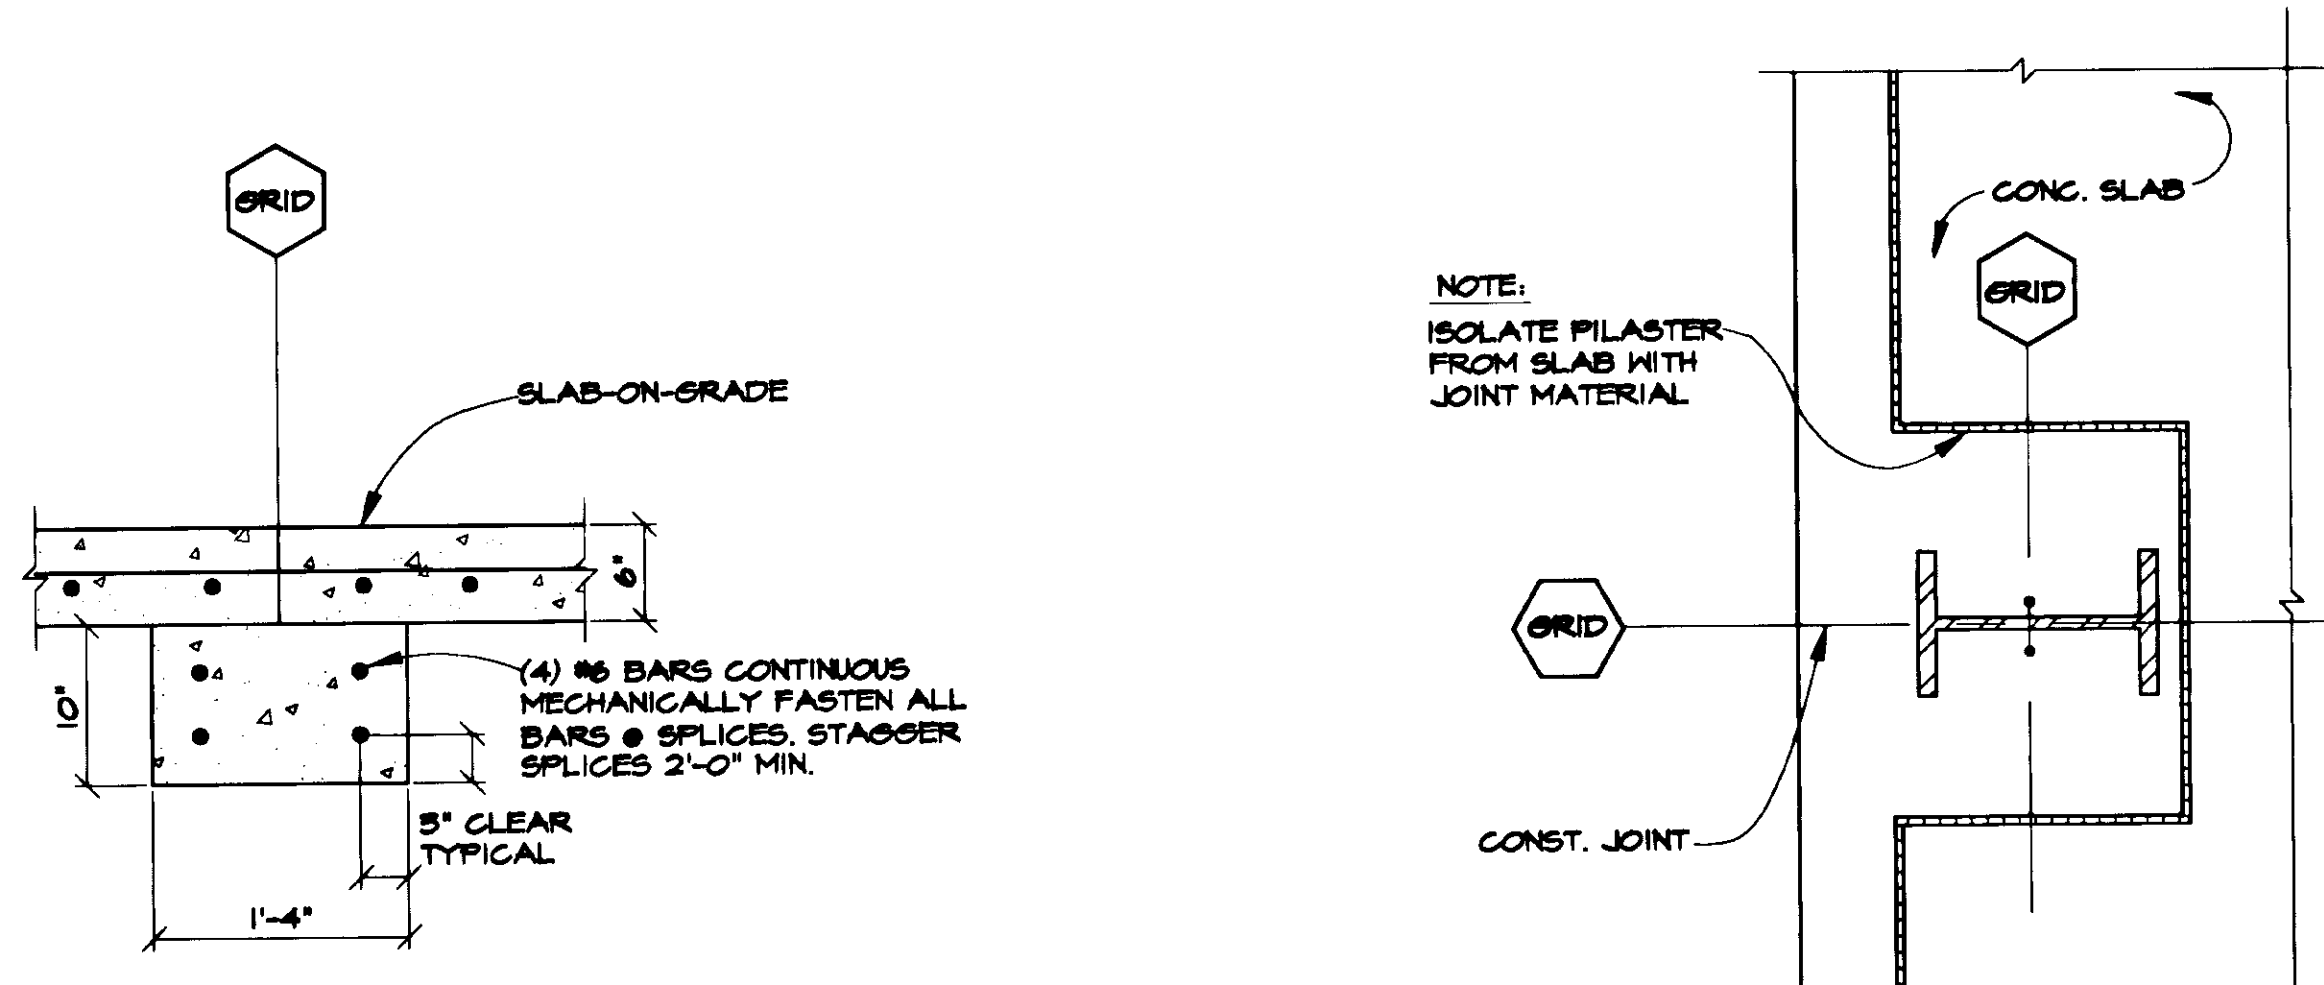 GRID
SLAB-ON-GRADE
6"
10"
(4) #6 BARS CONTINUOUS
MECHANICALLY FASTEN ALL
BARS @ SPLICES. STAGGER
SPLICES 2'-0" MIN.
3" CLEAR
TYPICAL
1'-4"
CONC. SLAB
GRID
NOTE:
ISOLATE PILASTER
FROM SLAB WITH
JOINT MATERIAL
GRID
CONST. JOINT